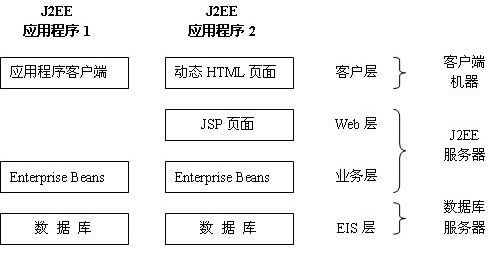 J2EE J2EE
应用程序 1 应用程序 2
应用程序客户端 动态 HTML 页面 客户层 客户端
机器
JSP 页面 Web 层
J2EE
服务器
Enterprise Beans Enterprise Beans 业务层
数据库 数据库 EIS 层 数据库
服务器